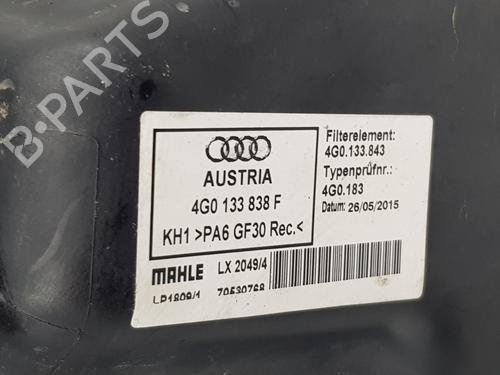 B-PARTS
AUSTRIA
4G0 133 838 F
KH1 >PA6 GF30 Rec.<
Filterelement:
4G0.133.843
Typenprüfnr.:
4G0.183
Datum: 26/05/2015
MAHLE LX 2049/4
LP1809/1 70530768